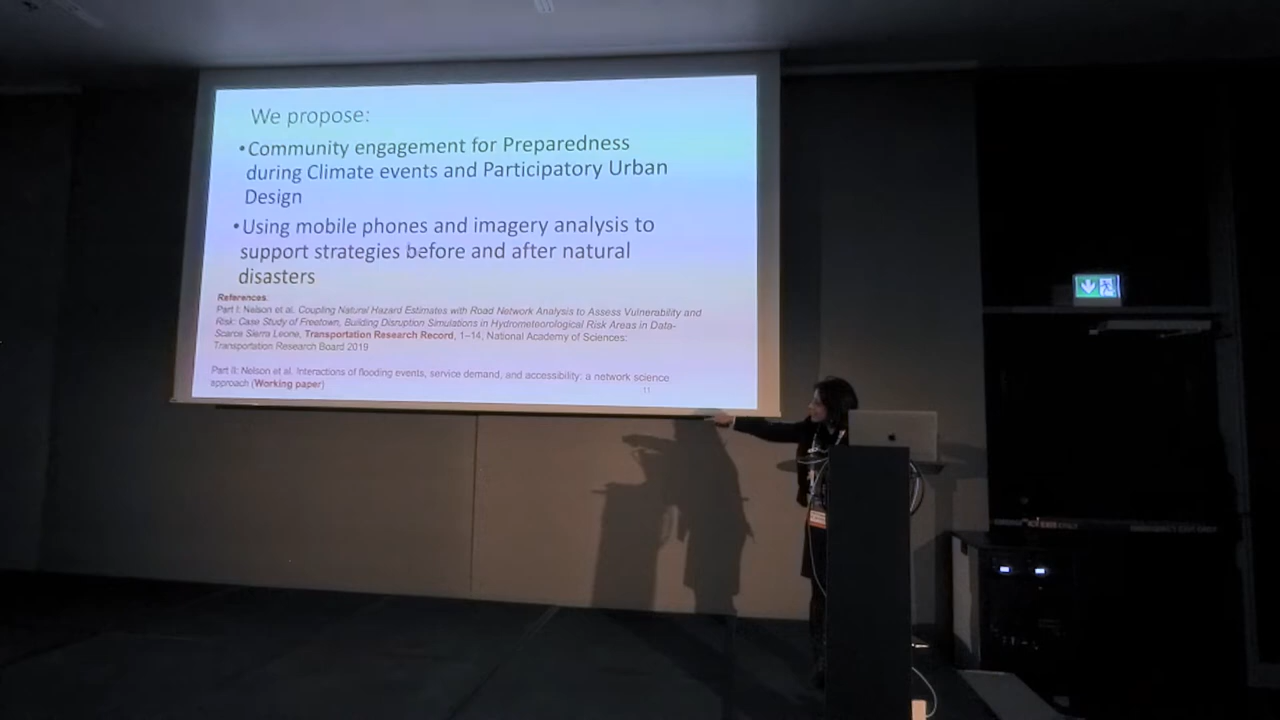 We propose:
•Community engagement for Preparedness
during Climate events and Participatory Urban
Design
•Using mobile phones and imagery analysis to
support strategies before and after natural
disasters
References:
Part I: Nelson et al. Coupling Natural Hazard Estimates with Road Network Analysis to Assess Vulnerability and
Risk: Case Study of Freetown, Building Disruption Simulations in Hydrometeorological Risk Areas in Data-
Scarce Sierra Leone, Transportation Research Record, 1–14, National Academy of Sciences:
Transportation Research Board 2019
Part II: Nelson et al. Interactions of flooding events, service demand, and accessibility: a network science
approach (Working paper)
11